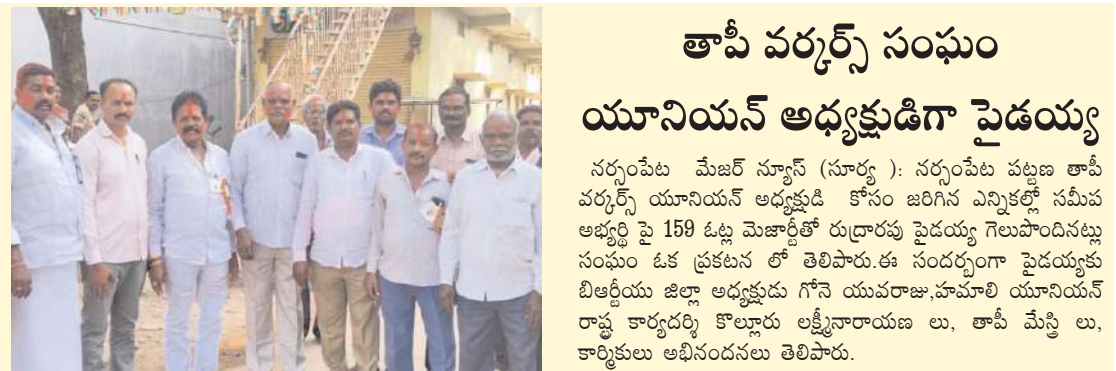 తాపీ వర్కర్స్ సంఘం
యూనియన్ అధ్యక్షుడిగా పైడయ్య
నర్సంపేట మేజర్ న్యూస్ (సూర్య ): నర్సంపేట పట్టణ తాపీ
వర్కర్స్ యూనియన్ అధ్యక్షుడి కోసం జరిగిన ఎన్నికల్లో సమీప
అభ్యర్థి పై 159 ఓట్ల మెజార్టీతో రుద్రారపు పైడయ్య గెలుపొందినట్లు
సంఘం ఓక ప్రకటన లో తెలిపారు.ఈ సందర్భంగా పైడయ్యకు
బిఆర్టీయు జిల్లా అధ్యక్షుడు గోనె యువరాజు,హమాలి యూనియన్
రాష్ట్ర కార్యదర్శి కొల్లూరు లక్ష్మీనారాయణ లు, తాపీ మేస్త్రి లు,
కార్మికులు అభినందనలు తెలిపారు.